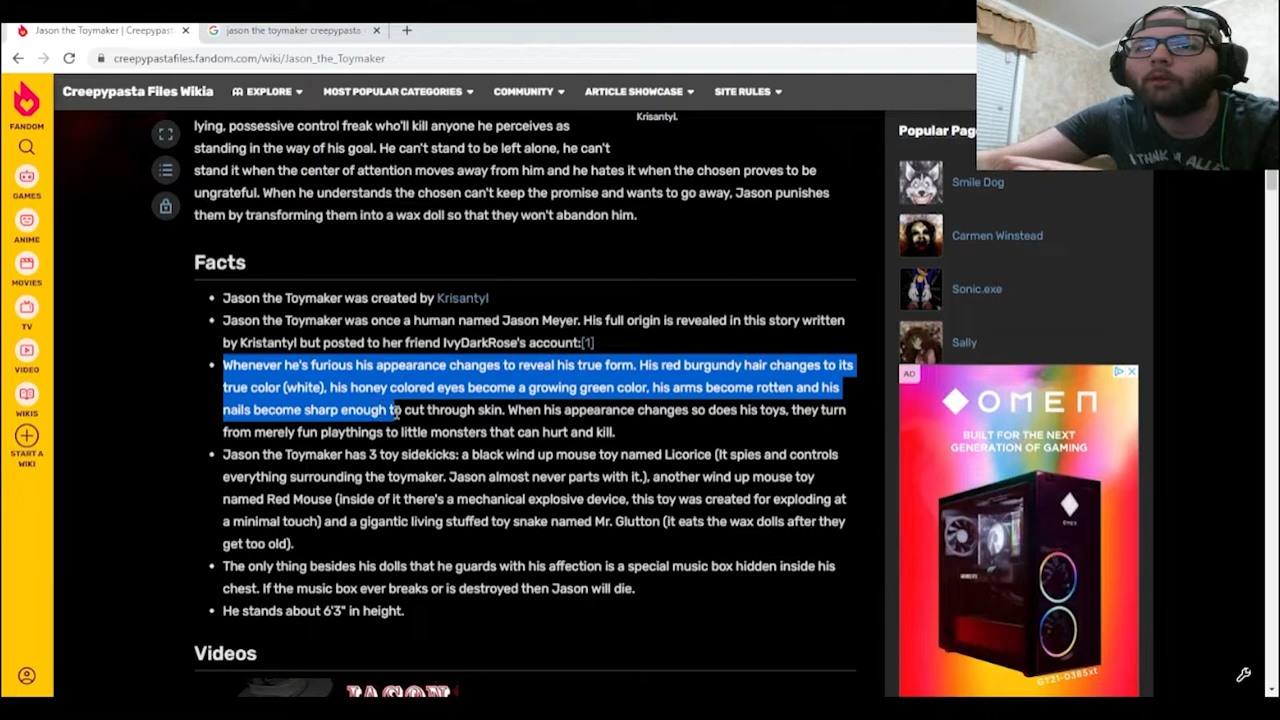 Jason the Toymaker | Creepypast
jason the toymaker creepypasta
creepypastafiles.fandom.com/wiki/Jason_the_Toymaker
Creepypasta Files Wikia
EXPLORE
MOST POPULAR CATEGORIES
COMMUNITY
ARTICLE SHOWCASE
SITE RULES
FANDOM
GAMES
ANIME
MOVIES
TV
VIDEO
WIKIS
START A
WIKI
Krisantyl.
lying, possessive control freak who'll kill anyone he perceives as
standing in the way of his goal. He can't stand to be left alone, he can't
stand it when the center of attention moves away from him and he hates it when the chosen proves to be
ungrateful. When he understands the chosen can't keep the promise and wants to go away, Jason punishes
them by transforming them into a wax doll so that they won't abandon him.
Facts
Jason the Toymaker was created by Krisantyl
Jason the Toymaker was once a human named Jason Meyer. His full origin is revealed in this story written
by Kristantyl but posted to her friend IvyDarkRose's account:[1]
Whenever he's furious his appearance changes to reveal his true form. His red burgundy hair changes to its
true color (white), his honey colored eyes become a growing green color, his arms become rotten and his
nails become sharp enough to cut through skin. When his appearance changes so does his toys, they turn
from merely fun playthings to little monsters that can hurt and kill.
Jason the Toymaker has 3 toy sidekicks: a black wind up mouse toy named Licorice (It spies and controls
everything surrounding the toymaker. Jason almost never parts with it.), another wind up mouse toy
named Red Mouse (inside of it there's a mechanical explosive device, this toy was created for exploding at
a minimal touch) and a gigantic living stuffed toy snake named Mr. Glutton (it eats the wax dolls after they
get too old).
The only thing besides his dolls that he guards with his affection is a special music box hidden inside his
chest. If the music box ever breaks or is destroyed then Jason will die.
He stands about 6'3" in height.
Videos
JASON
Popular Pag
Smile Dog
Carmen Winstead
Sonic.exe
Sally
AD
OMEN
BUILT FOR THE NEXT
GENERATION OF GAMING
OMEN
GT21-0385xt
I THINK